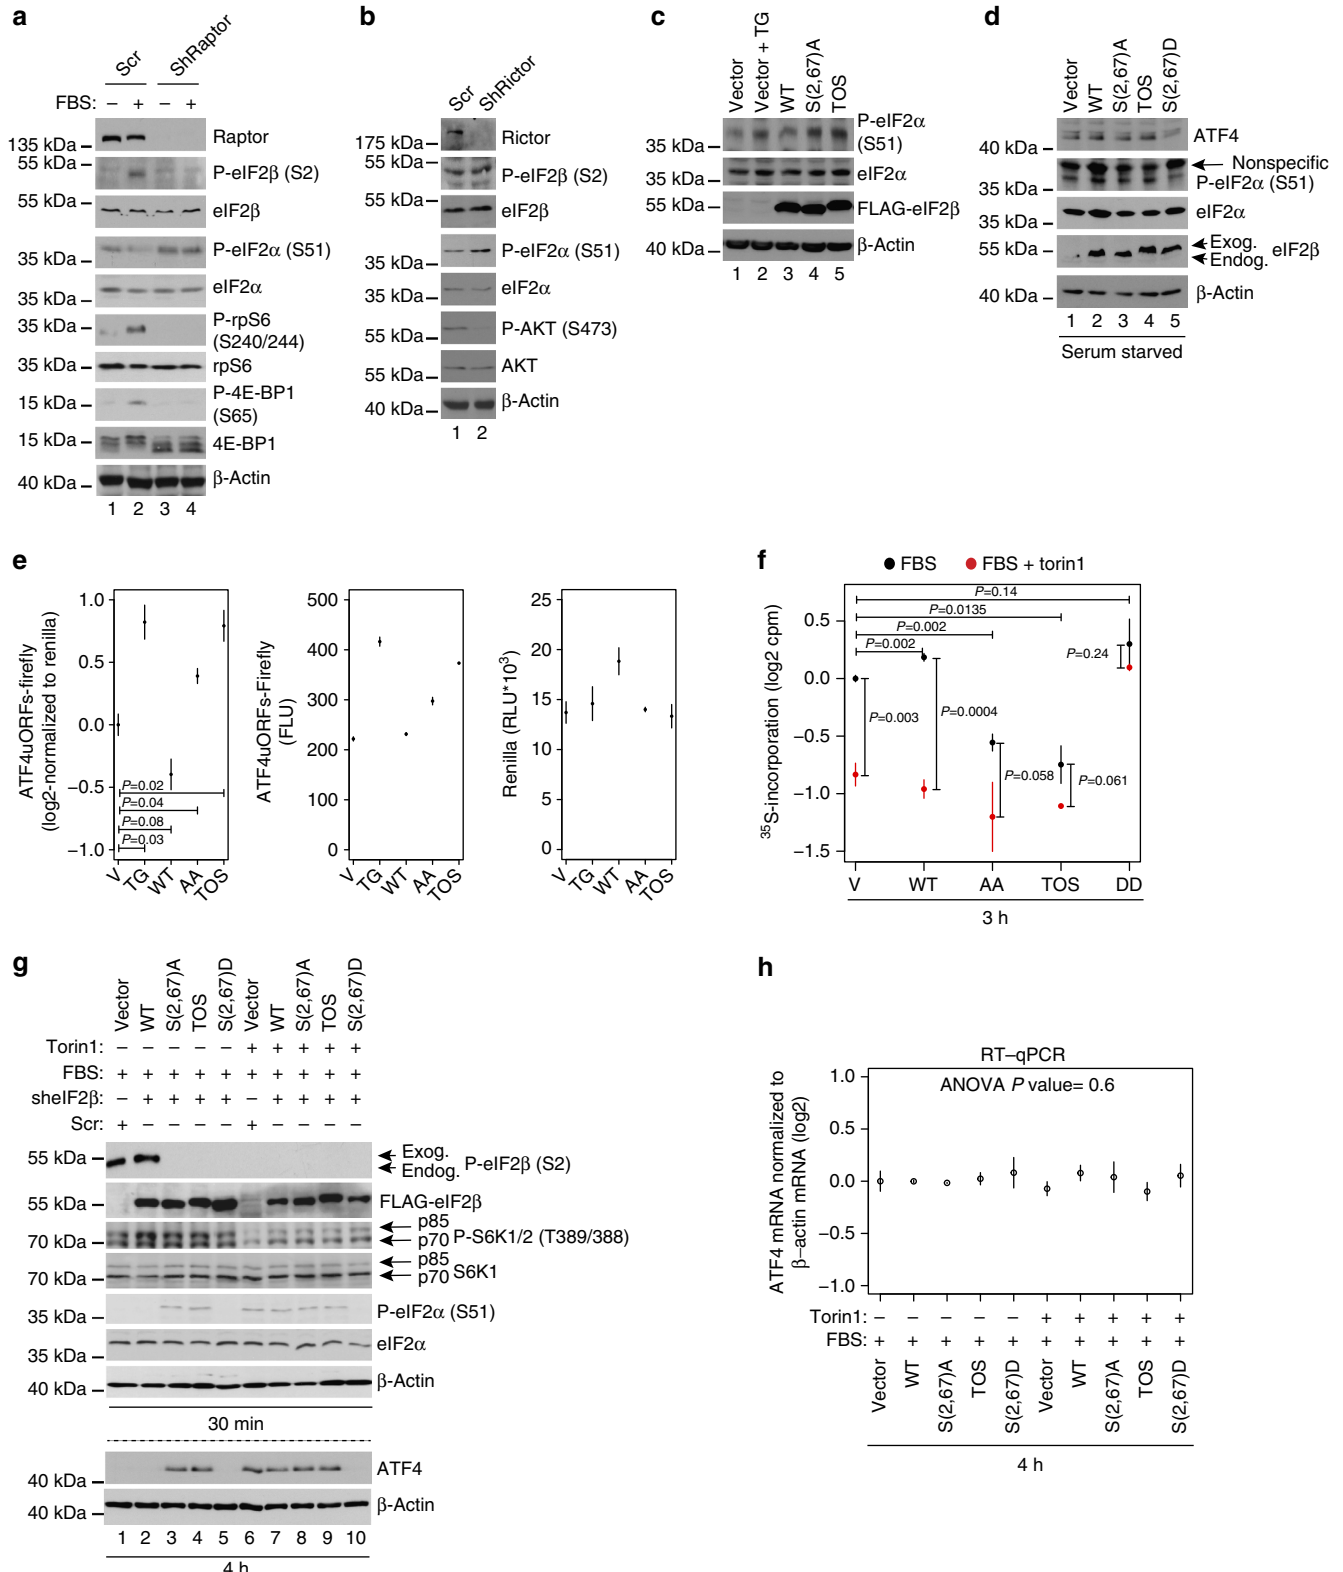 a
Scr
ShRaptor
FBS: – + – +
135 kDa
Raptor
55 kDa
P-eIF2β (S2)
55 kDa
eIF2β
35 kDa
P-eIF2α (S51)
35 kDa
eIF2α
35 kDa
P-rpS6
(S240/244)
35 kDa
rpS6
15 kDa
P-4E-BP1
(S65)
15 kDa
4E-BP1
40 kDa
β-Actin
1 2 3 4
b
Scr
ShRictor
175 kDa
Rictor
55 kDa
P-eIF2β (S2)
55 kDa
eIF2β
35 kDa
P-eIF2α (S51)
35 kDa
eIF2α
55 kDa
P-AKT (S473)
55 kDa
AKT
40 kDa
β-Actin
1 2
c
Vector
Vector + TG
WT
S(2,67)A
TOS
35 kDa
P-eIF2α
(S51)
35 kDa
eIF2α
55 kDa
FLAG-eIF2β
40 kDa
β-Actin
1 2 3 4 5
d
Vector
WT
S(2,67)A
TOS
S(2,67)D
40 kDa
ATF4
Nonspecific
35 kDa
P-eIF2α (S51)
35 kDa
eIF2α
55 kDa
Exog.
Endog.
eIF2β
40 kDa
β-Actin
1 2 3 4 5
Serum starved
e
ATF4uORFs-firefly
(log2-normalized to renilla)
1.0
0.5
0.0
−0.5
−1.0
P=0.02
P=0.04
P=0.08
P=0.03
V TG WT AA TOS
ATF4uORFs-Firefly
(FLU)
500
400
300
200
100
0
V TG WT AA TOS
Renilla (RLU*10³)
25
20
15
10
5
0
V TG WT AA TOS
f
FBS FBS + torin1
³⁵S-incorporation (log2 cpm)
0.5
0.0
−0.5
−1.0
−1.5
P=0.14
P=0.0135
P=0.002
P=0.002
P=0.24
P=0.003
P=0.0004
P=0.058
P=0.061
V WT AA TOS DD
3 h
g
Vector
WT
S(2,67)A
TOS
S(2,67)D
Vector
WT
S(2,67)A
TOS
S(2,67)D
Torin1: – – – – – + + + + +
FBS: + + + + + + + + + +
sheIF2β: – + + + + – + + + +
Scr: + – – – – + – – – –
55 kDa
Exog.
Endog.
P-eIF2β (S2)
55 kDa
FLAG-eIF2β
70 kDa
p85
p70
P-S6K1/2 (T389/388)
70 kDa
p85
p70
S6K1
35 kDa
P-eIF2α (S51)
35 kDa
eIF2α
40 kDa
β-Actin
30 min
40 kDa
ATF4
40 kDa
β-Actin
1 2 3 4 5 6 7 8 9 10
4 h
h
RT–qPCR
ANOVA P value= 0.6
ATF4 mRNA normalized to
β−actin mRNA (log2)
1.0
0.5
0.0
−0.5
−1.0
Torin1: – – – – – + + + + +
FBS: + + + + + + + + + +
Vector
WT
S(2,67)A
TOS
S(2,67)D
Vector
WT
S(2,67)A
TOS
S(2,67)D
4 h